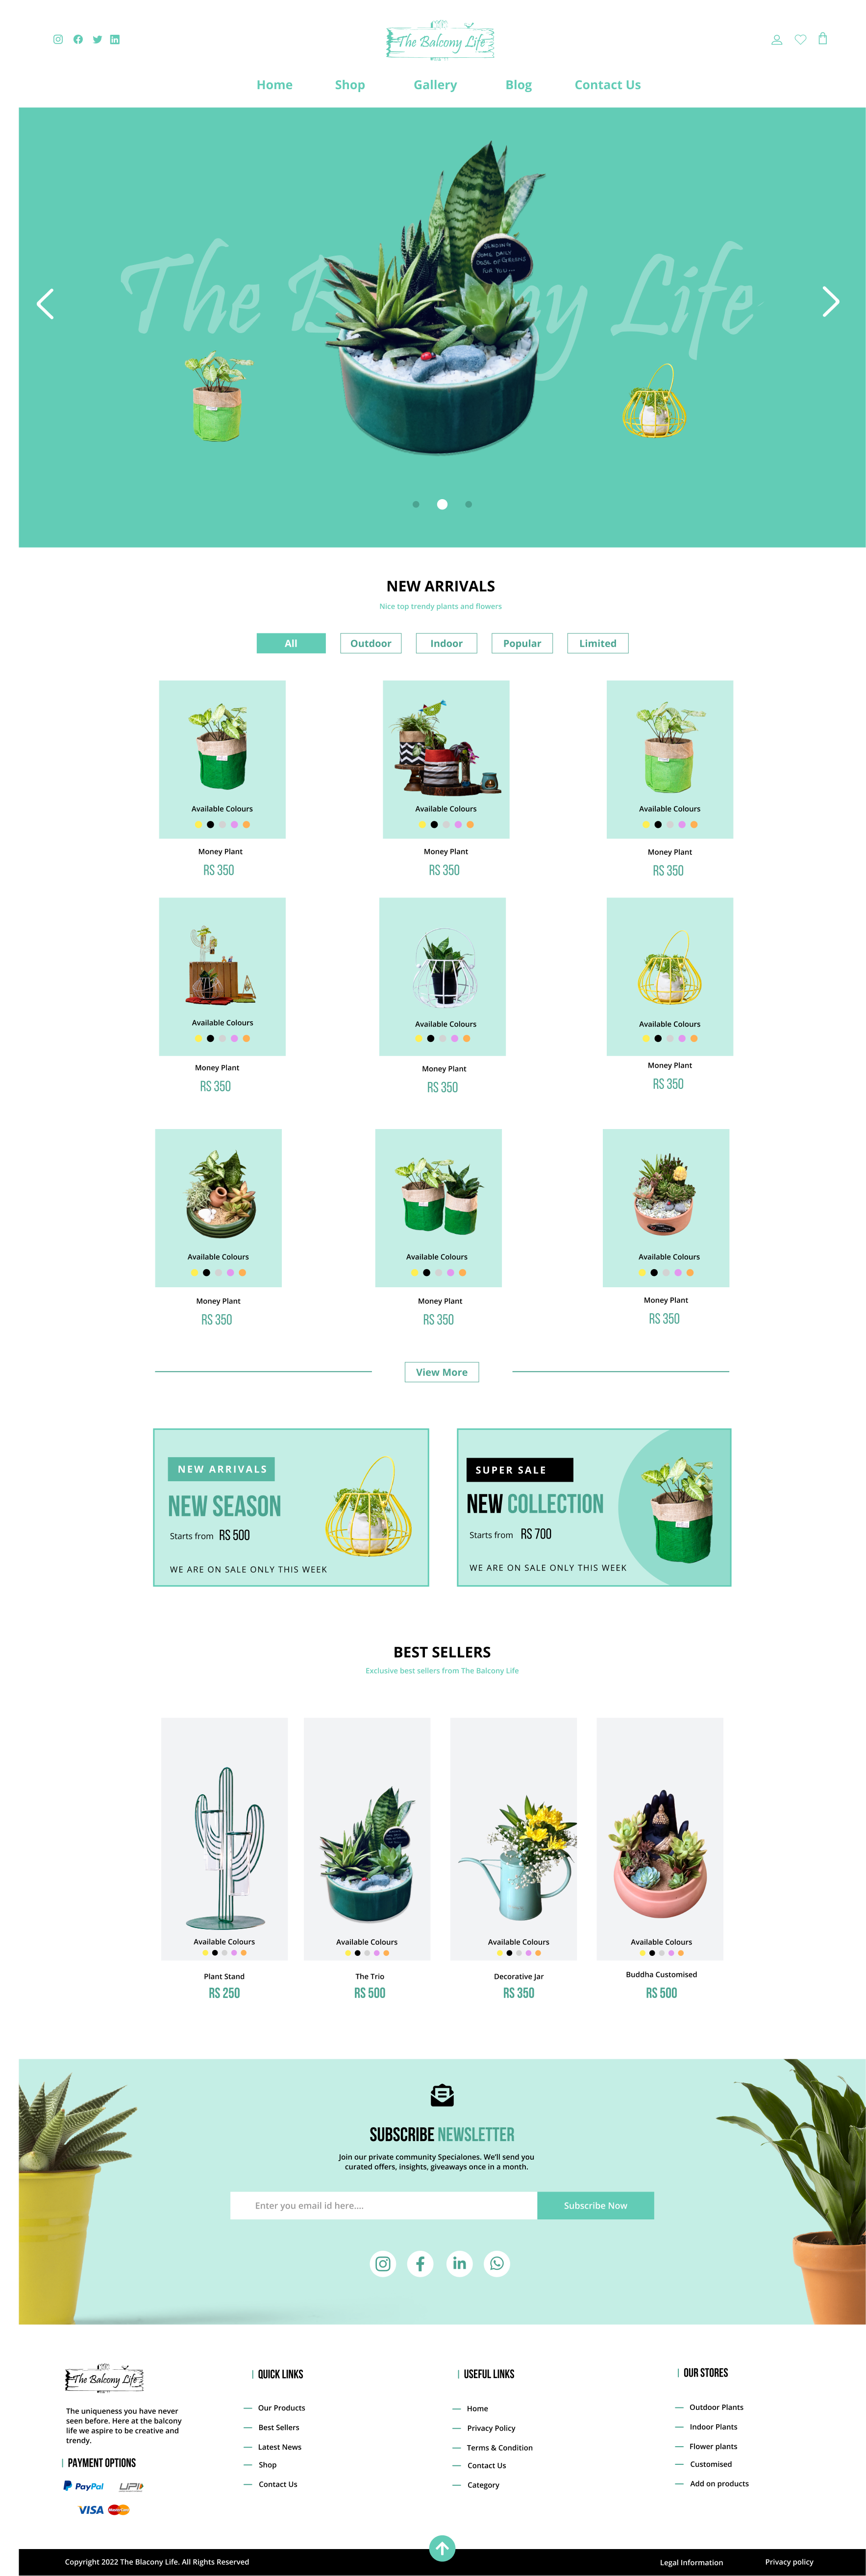 The Balcony Life
Home Shop Gallery Blog Contact Us
The B ny Life
SENDING
SOME DAILY
DOSE OF GREENS
FOR YOU...
NEW ARRIVALS
Nice top trendy plants and flowers
All Outdoor Indoor Popular Limited
Available Colours Available Colours Available Colours
Money Plant Money Plant Money Plant
RS 350 RS 350 RS 350
Available Colours Available Colours Available Colours
Money Plant Money Plant Money Plant
RS 350 RS 350 RS 350
Available Colours Available Colours Available Colours
Money Plant Money Plant Money Plant
RS 350 RS 350 RS 350
View More
NEW ARRIVALS
NEW SEASON
Starts from RS 500
WE ARE ON SALE ONLY THIS WEEK
SUPER SALE
NEW COLLECTION
Starts from RS 700
WE ARE ON SALE ONLY THIS WEEK
BEST SELLERS
Exclusive best sellers from The Balcony Life
Available Colours Available Colours Available Colours Available Colours
Plant Stand The Trio Decorative Jar Buddha Customised
RS 250 RS 500 RS 350 RS 500
SUBSCRIBE NEWSLETTER
Join our private community Specialones. We'll send you
curated offers, insights, giveaways once in a month.
Enter you email id here.... Subscribe Now
The Balcony Life
The uniqueness you have never
seen before. Here at the balcony
life we aspire to be creative and
trendy.
PAYMENT OPTIONS
PayPal UPI
VISA MasterCard
QUICK LINKS
Our Products
Best Sellers
Latest News
Shop
Contact Us
USEFUL LINKS
Home
Privacy Policy
Terms & Condition
Contact Us
Category
OUR STORES
Outdoor Plants
Indoor Plants
Flower plants
Customised
Add on products
Copyright 2022 The Blacony Life. All Rights Reserved Legal Information Privacy policy